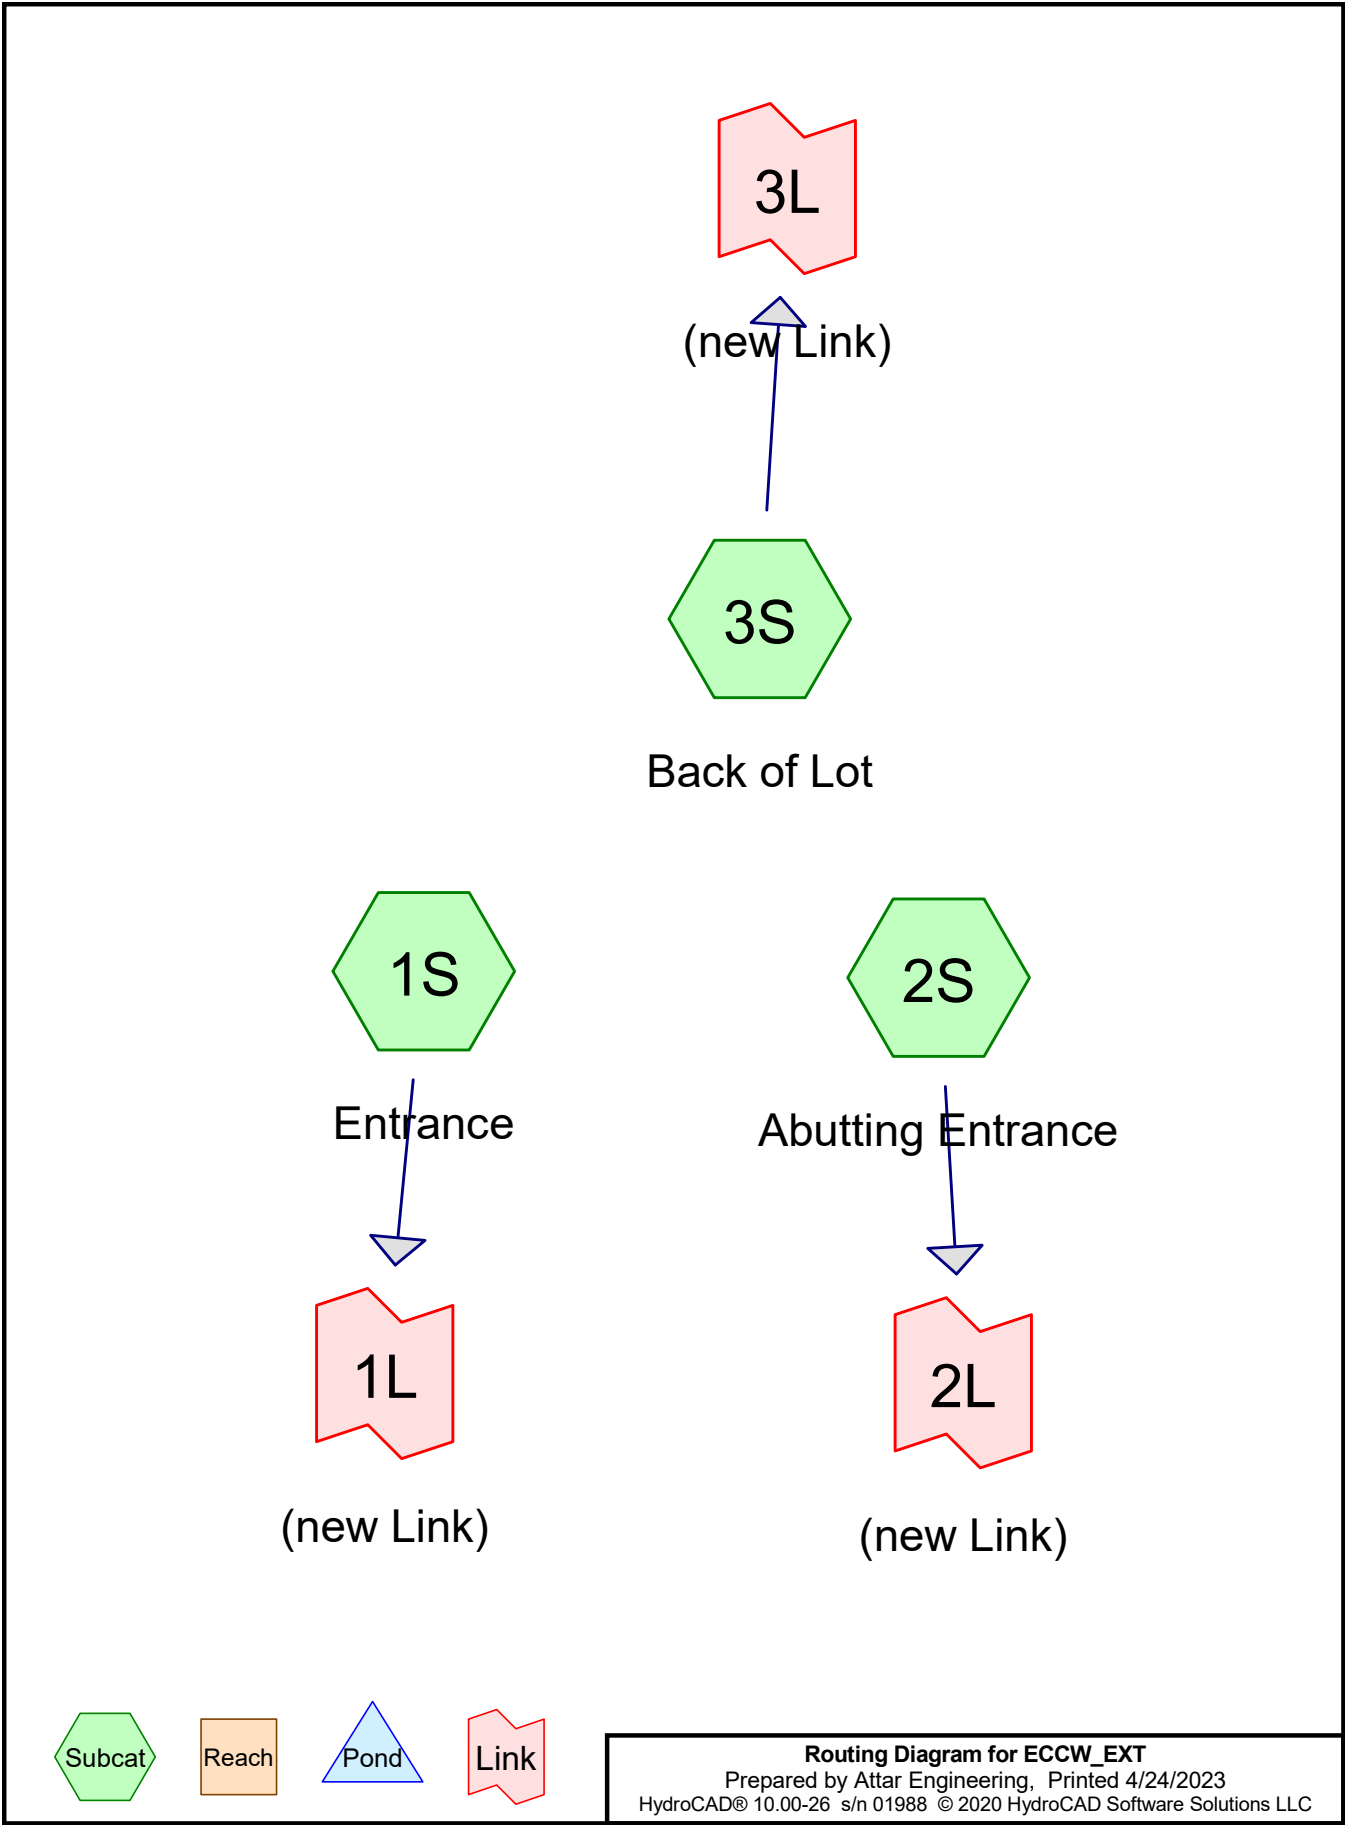 3L
(new Link)
3S
Back of Lot
1S
Entrance
2S
Abutting Entrance
1L
(new Link)
2L
(new Link)
Subcat
Reach
Pond
Link
Routing Diagram for ECCW_EXT
Prepared by Attar Engineering, Printed 4/24/2023
HydroCAD® 10.00-26 s/n 01988 © 2020 HydroCAD Software Solutions LLC